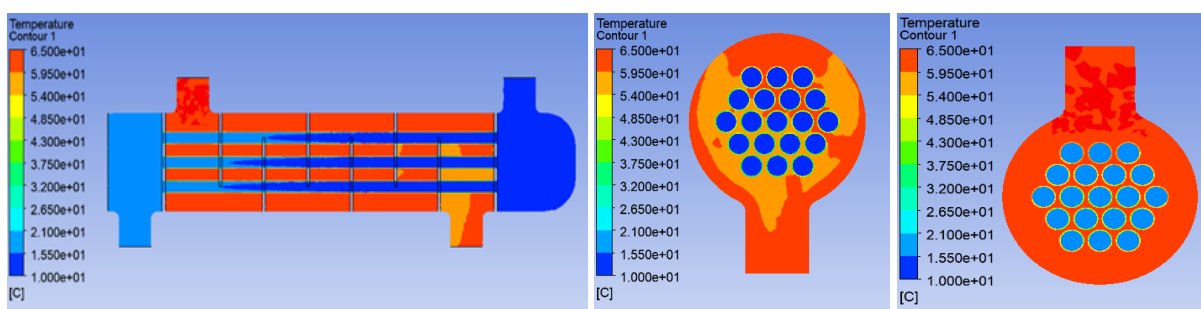 Temperature
Contour 1
6.500e+01
5.950e+01
5.400e+01
4.850e+01
4.300e+01
3.750e+01
3.200e+01
2.650e+01
2.100e+01
1.550e+01
1.000e+01
[C]
Temperature
Contour 1
6.500e+01
5.950e+01
5.400e+01
4.850e+01
4.300e+01
3.750e+01
3.200e+01
2.650e+01
2.100e+01
1.550e+01
1.000e+01
[C]
Temperature
Contour 1
6.500e+01
5.950e+01
5.400e+01
4.850e+01
4.300e+01
3.750e+01
3.200e+01
2.650e+01
2.100e+01
1.550e+01
1.000e+01
[C]